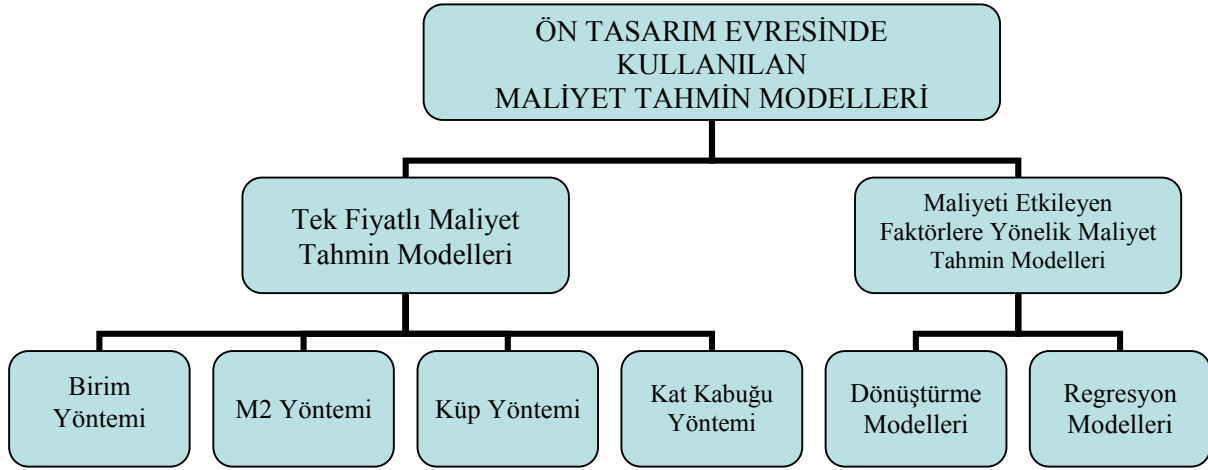 ÖN TASARIM EVRESİNDE
KULLANILAN
MALİYET TAHMİN MODELLERİ
Tek Fiyatlı Maliyet
Tahmin Modelleri
Maliyeti Etkileyen
Faktörlere Yönelik Maliyet
Tahmin Modelleri
Birim
Yöntemi
M2 Yöntemi
Küp Yöntemi
Kat Kabuğu
Yöntemi
Dönüştürme
Modelleri
Regresyon
Modelleri